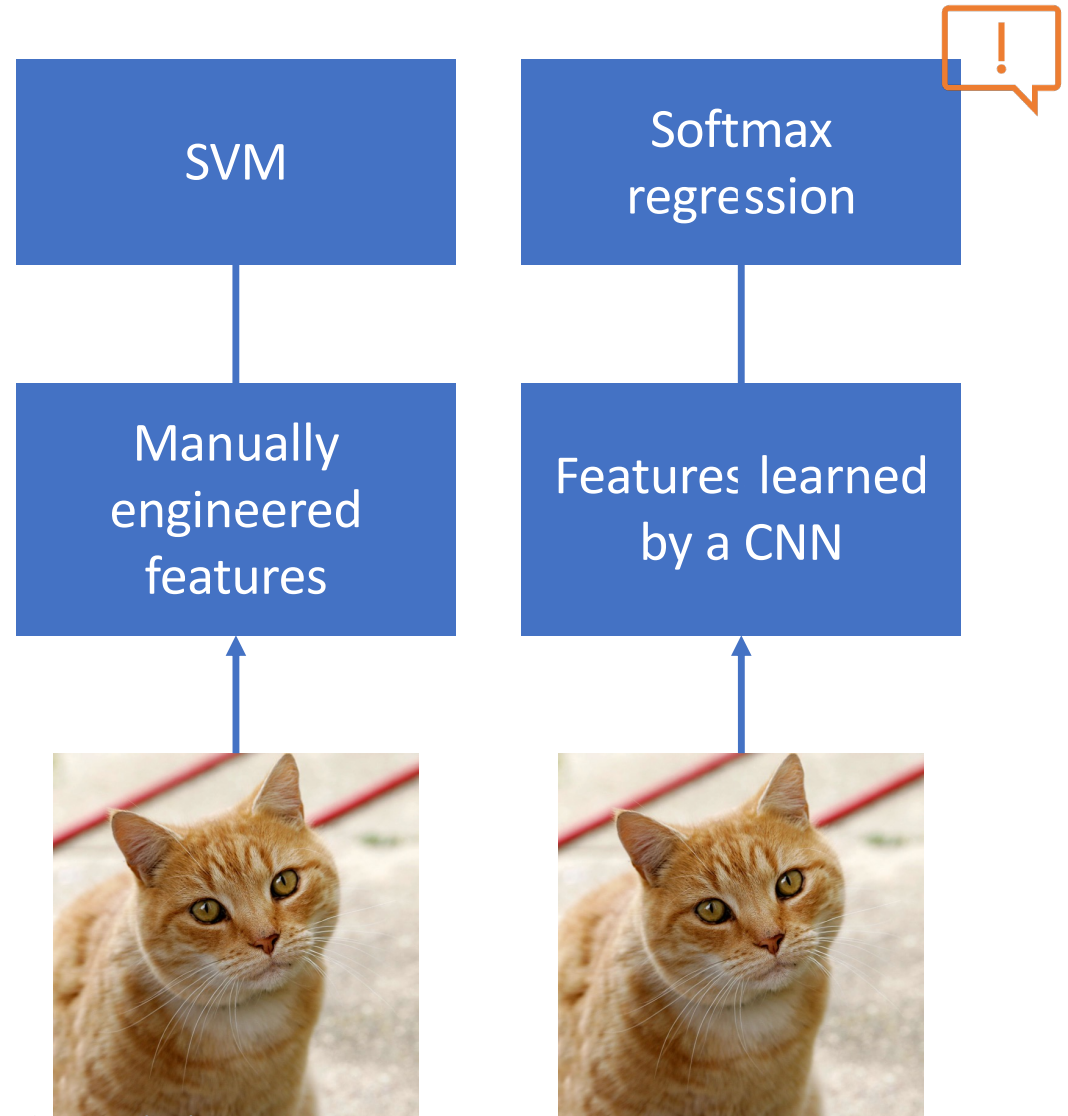 SVM
Softmax
regression
Manually
engineered
features
Features learned
by a CNN
!